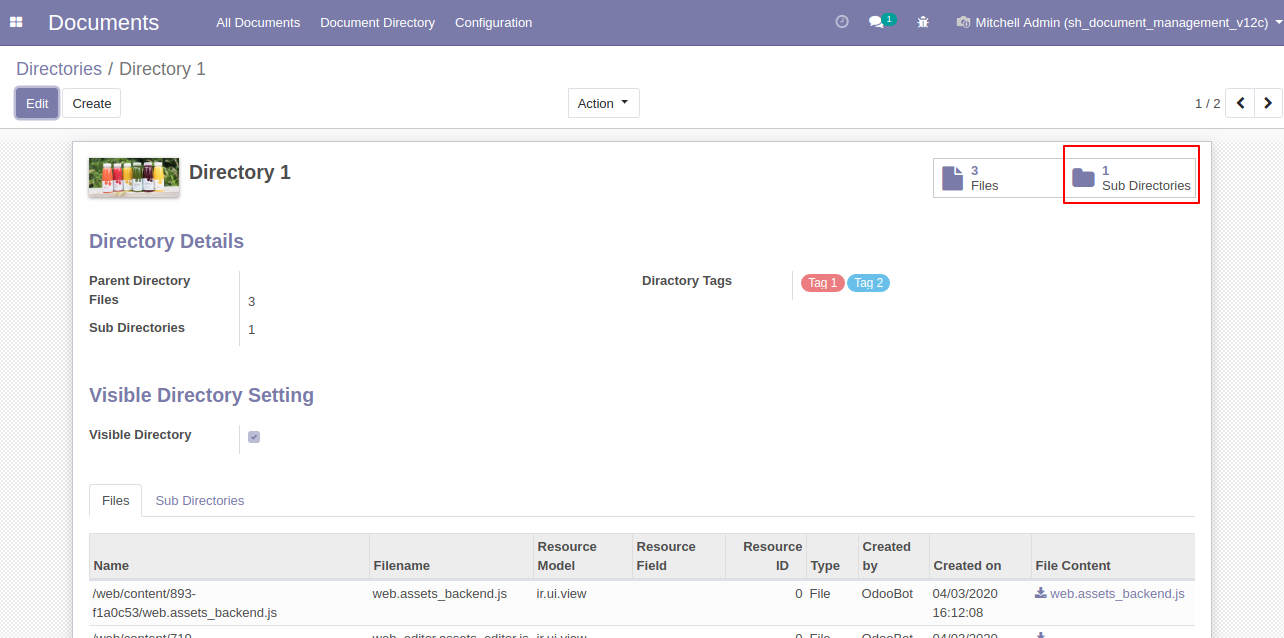 Documents All Documents Document Directory Configuration 1 Mitchell Admin (sh_document_management_v12c)
Directories / Directory 1
Edit Create Action 1 / 2
Directory 1
3
Files
1
Sub Directories
Directory Details
Parent Directory
Files 3
Sub Directories 1
Diractory Tags Tag 1 Tag 2
Visible Directory Setting
Visible Directory
Files Sub Directories
Name Filename Resource Model Resource Field Resource ID Type Created by Created on File Content
/web/content/893-
f1a0c53/web.assets_backend.js web.assets_backend.js ir.ui.view 0 File OdooBot 04/03/2020 16:12:08 web.assets_backend.js
/web/content/719- web_editor.assets_editor.js ir.ui.view 0 File OdooBot 04/03/2020